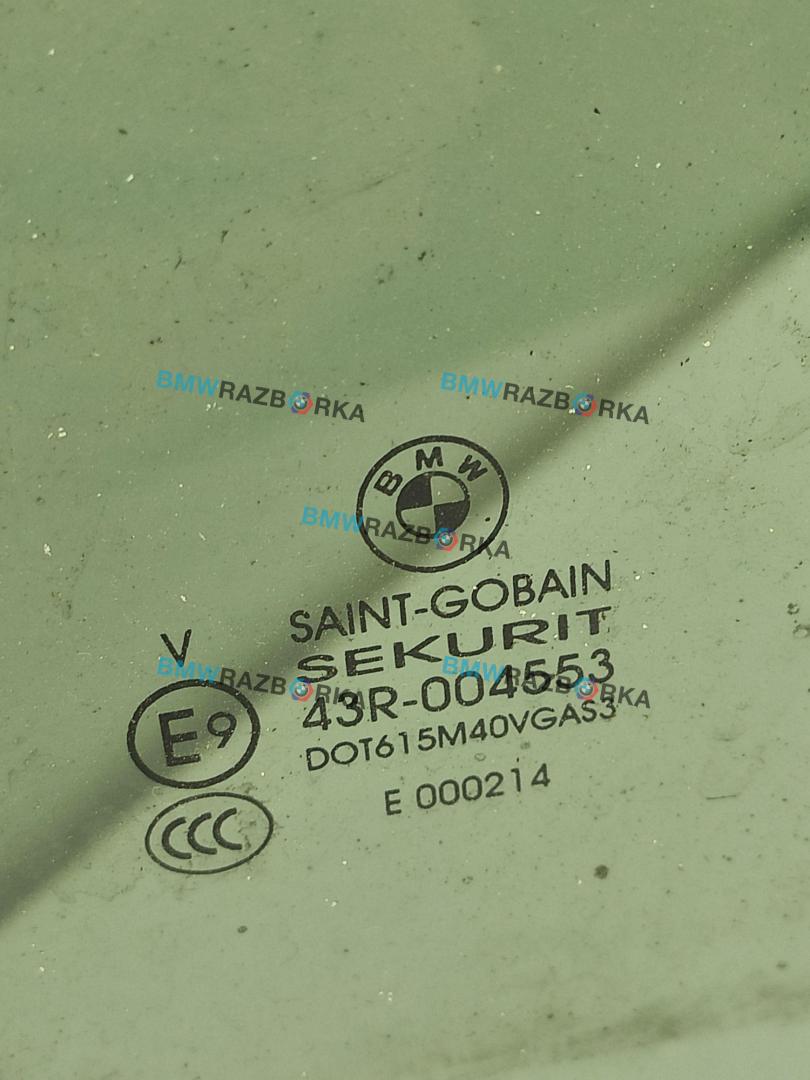 BMWRAZBORKA BMWRAZBORKA
BMW
BMWRAZBORKA
SAINT-GOBAIN
SEKURIT
V
BMWRAZBORKA BMWRAZBORKA
43R-004553
E9
DOT615M40VGAS3
E 000214
CCC